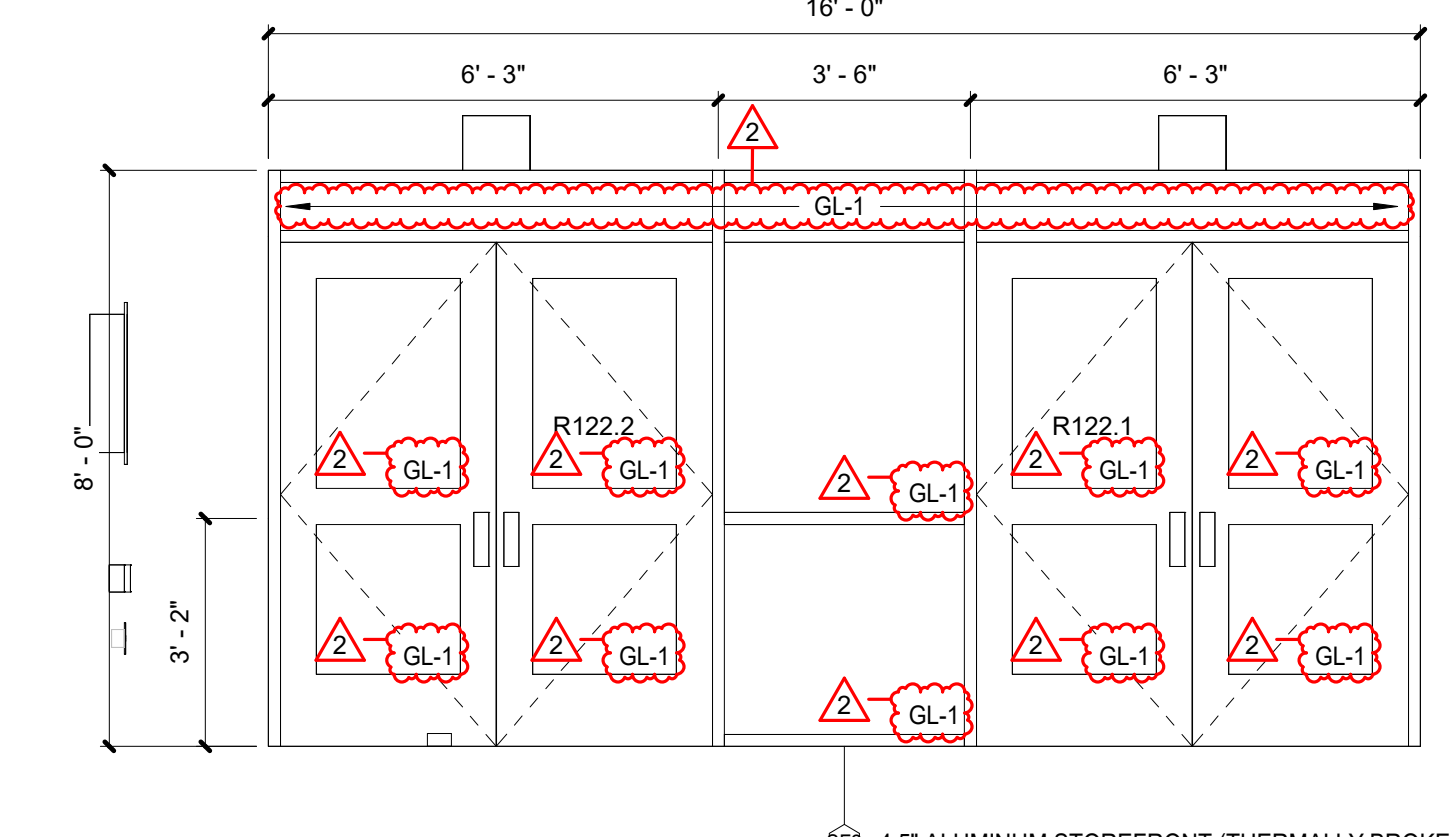 16' - 0"
6' - 3" 3' - 6" 6' - 3"
2
GL-1
8' - 0"
R122.2 R122.1
2 GL-1 2 GL-1 2 GL-1 2 GL-1
2 GL-1
3' - 2"
2 GL-1 2 GL-1 2 GL-1 2 GL-1
2 GL-1
4.5" ALUMINUM STOREFRONT (THERMALLY BROKE